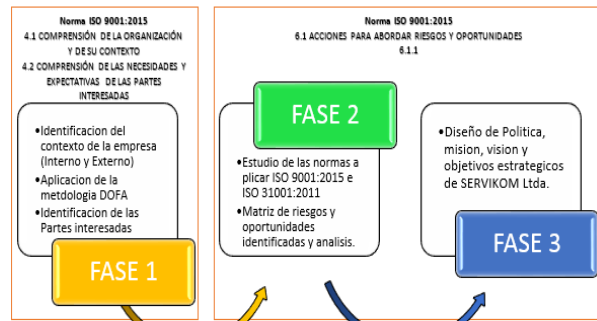 Norma ISO 9001:2015
4.1 COMPRENSIÓN DE LA ORGANIZACIÓN
Y DE SU CONTEXTO
4.2 COMPRENSIÓN DE LAS NECESIDADES Y
EXPECTATIVAS DE LAS PARTES
INTERESADAS
•Identificacion del
contexto de la empresa
(Interno y Externo)
•Aplicacion de la
metdologia DOFA
•Identificacion de las
Partes interesadas
FASE 1
Norma ISO 9001:2015
6.1 ACCIONES PARA ABORDAR RIESGOS Y OPORTUNIDADES
6.1.1
FASE 2
•Estudio de las normas a
plicar ISO 9001:2015 e
ISO 31001:2011
•Matriz de riesgos y
oportunidades
identificadas y analisis.
•Diseño de Politica,
mision, vision y
objetivos estrategicos
de SERVIKOM Ltda.
FASE 3